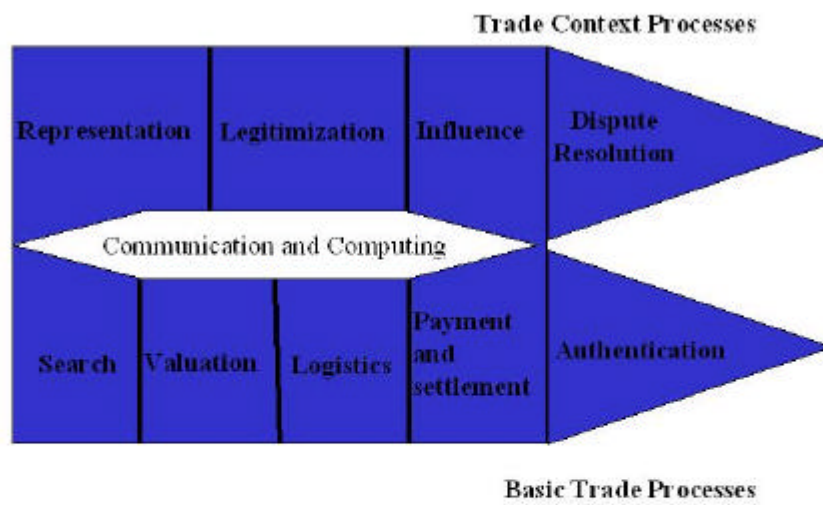 Trade Context Processes
Representation
Legitimization
Influence
Dispute
Resolution
Communication and Computing
Search
Valuation
Logistics
Payment
and
settlement
Authentication
Basic Trade Processes